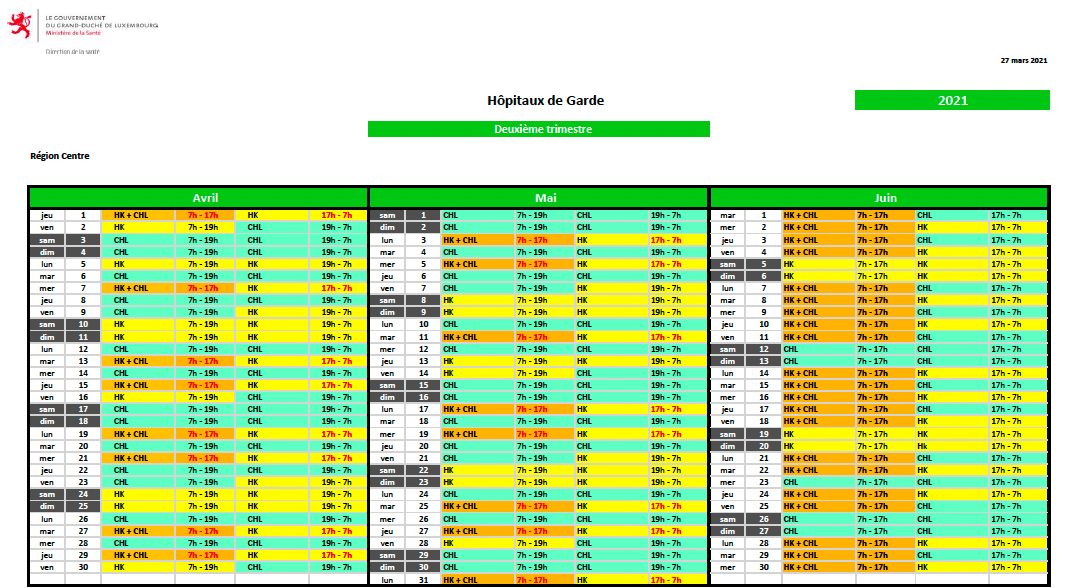 LE GOUVERNEMENT
DU GRAND-DUCHÉ DE LUXEMBOURG
Ministère de la Santé
Direction de la santé
27 mars 2021
Hôpitaux de Garde 2021
Deuxième trimestre
Région Centre
Avril Mai Juin
jeu 1 HK + CHL 7h - 17h HK 17h - 7h sam 1 CHL 7h - 19h CHL 19h - 7h mar 1 HK + CHL 7h - 17h CHL 17h - 7h
ven 2 HK 7h - 19h CHL 19h - 7h dim 2 CHL 7h - 19h CHL 19h - 7h mer 2 HK + CHL 7h - 17h HK 17h - 7h
sam 3 CHL 7h - 19h CHL 19h - 7h lun 3 HK + CHL 7h - 17h HK 17h - 7h jeu 3 HK + CHL 7h - 17h CHL 17h - 7h
dim 4 CHL 7h - 19h CHL 19h - 7h mar 4 CHL 7h - 19h CHL 19h - 7h ven 4 HK + CHL 7h - 17h HK 17h - 7h
lun 5 HK 7h - 19h HK 19h - 7h mer 5 HK + CHL 7h - 17h HK 17h - 7h sam 5 HK 7h - 17h HK 17h - 7h
mar 6 CHL 7h - 19h CHL 19h - 7h jeu 6 CHL 7h - 19h CHL 19h - 7h dim 6 HK 7h - 17h HK 17h - 7h
mer 7 HK + CHL 7h - 17h HK 17h - 7h ven 7 CHL 7h - 19h CHL 19h - 7h lun 7 HK + CHL 7h - 17h CHL 17h - 7h
jeu 8 CHL 7h - 19h CHL 19h - 7h sam 8 HK 7h - 19h HK 19h - 7h mar 8 HK + CHL 7h - 17h HK 17h - 7h
ven 9 CHL 7h - 19h HK 19h - 7h dim 9 HK 7h - 19h HK 19h - 7h mer 9 HK + CHL 7h - 17h CHL 17h - 7h
sam 10 HK 7h - 19h HK 19h - 7h lun 10 CHL 7h - 19h CHL 19h - 7h jeu 10 HK + CHL 7h - 17h HK 17h - 7h
dim 11 HK 7h - 19h HK 19h - 7h mar 11 HK + CHL 7h - 17h HK 17h - 7h ven 11 HK + CHL 7h - 17h CHL 17h - 7h
lun 12 CHL 7h - 19h CHL 19h - 7h mer 12 CHL 7h - 19h CHL 19h - 7h sam 12 CHL 7h - 17h CHL 17h - 7h
mar 13 HK + CHL 7h - 17h HK 17h - 7h jeu 13 HK 7h - 19h HK 19h - 7h dim 13 CHL 7h - 17h CHL 17h - 7h
mer 14 CHL 7h - 19h CHL 19h - 7h ven 14 HK 7h - 19h CHL 19h - 7h lun 14 HK + CHL 7h - 17h HK 17h - 7h
jeu 15 HK + CHL 7h - 17h HK 17h - 7h sam 15 CHL 7h - 19h CHL 19h - 7h mar 15 HK + CHL 7h - 17h CHL 17h - 7h
ven 16 HK 7h - 19h CHL 19h - 7h dim 16 CHL 7h - 19h CHL 19h - 7h mer 16 HK + CHL 7h - 17h HK 17h - 7h
sam 17 CHL 7h - 19h CHL 19h - 7h lun 17 HK + CHL 7h - 17h HK 17h - 7h jeu 17 HK + CHL 7h - 17h CHL 17h - 7h
dim 18 CHL 7h - 19h CHL 19h - 7h mar 18 CHL 7h - 19h CHL 19h - 7h ven 18 HK + CHL 7h - 17h HK 17h - 7h
lun 19 HK + CHL 7h - 17h HK 17h - 7h mer 19 HK + CHL 7h - 17h HK 17h - 7h sam 19 HK 7h - 17h HK 17h - 7h
mar 20 CHL 7h - 19h CHL 19h - 7h jeu 20 CHL 7h - 19h CHL 19h - 7h dim 20 HK 7h - 17h HK 17h - 7h
mer 21 HK + CHL 7h - 17h HK 17h - 7h ven 21 CHL 7h - 19h HK 19h - 7h lun 21 HK + CHL 7h - 17h CHL 17h - 7h
jeu 22 CHL 7h - 19h CHL 19h - 7h sam 22 HK 7h - 19h HK 19h - 7h mar 22 HK + CHL 7h - 17h HK 17h - 7h
ven 23 CHL 7h - 19h HK 19h - 7h dim 23 HK 7h - 19h HK 19h - 7h mer 23 CHL 7h - 17h CHL 17h - 7h
sam 24 HK 7h - 19h HK 19h - 7h lun 24 CHL 7h - 19h CHL 19h - 7h jeu 24 HK + CHL 7h - 17h HK 17h - 7h
dim 25 HK 7h - 19h HK 19h - 7h mar 25 HK + CHL 7h - 17h HK 17h - 7h ven 25 HK + CHL 7h - 17h CHL 17h - 7h
lun 26 CHL 7h - 19h CHL 19h - 7h mer 26 CHL 7h - 19h CHL 19h - 7h sam 26 CHL 7h - 17h CHL 17h - 7h
mar 27 HK + CHL 7h - 17h HK 17h - 7h jeu 27 HK + CHL 7h - 17h HK 17h - 7h dim 27 CHL 7h - 17h CHL 17h - 7h
mer 28 CHL 7h - 19h CHL 19h - 7h ven 28 HK 7h - 19h CHL 19h - 7h lun 28 HK + CHL 7h - 17h HK 17h - 7h
jeu 29 HK + CHL 7h - 17h HK 17h - 7h sam 29 CHL 7h - 19h CHL 19h - 7h mar 29 HK + CHL 7h - 17h HK 17h - 7h
ven 30 HK 7h - 19h CHL 19h - 7h dim 30 CHL 7h - 19h CHL 19h - 7h mer 30 HK + CHL 7h - 17h CHL 17h - 7h
lun 31 HK + CHL 7h - 17h HK 17h - 7h